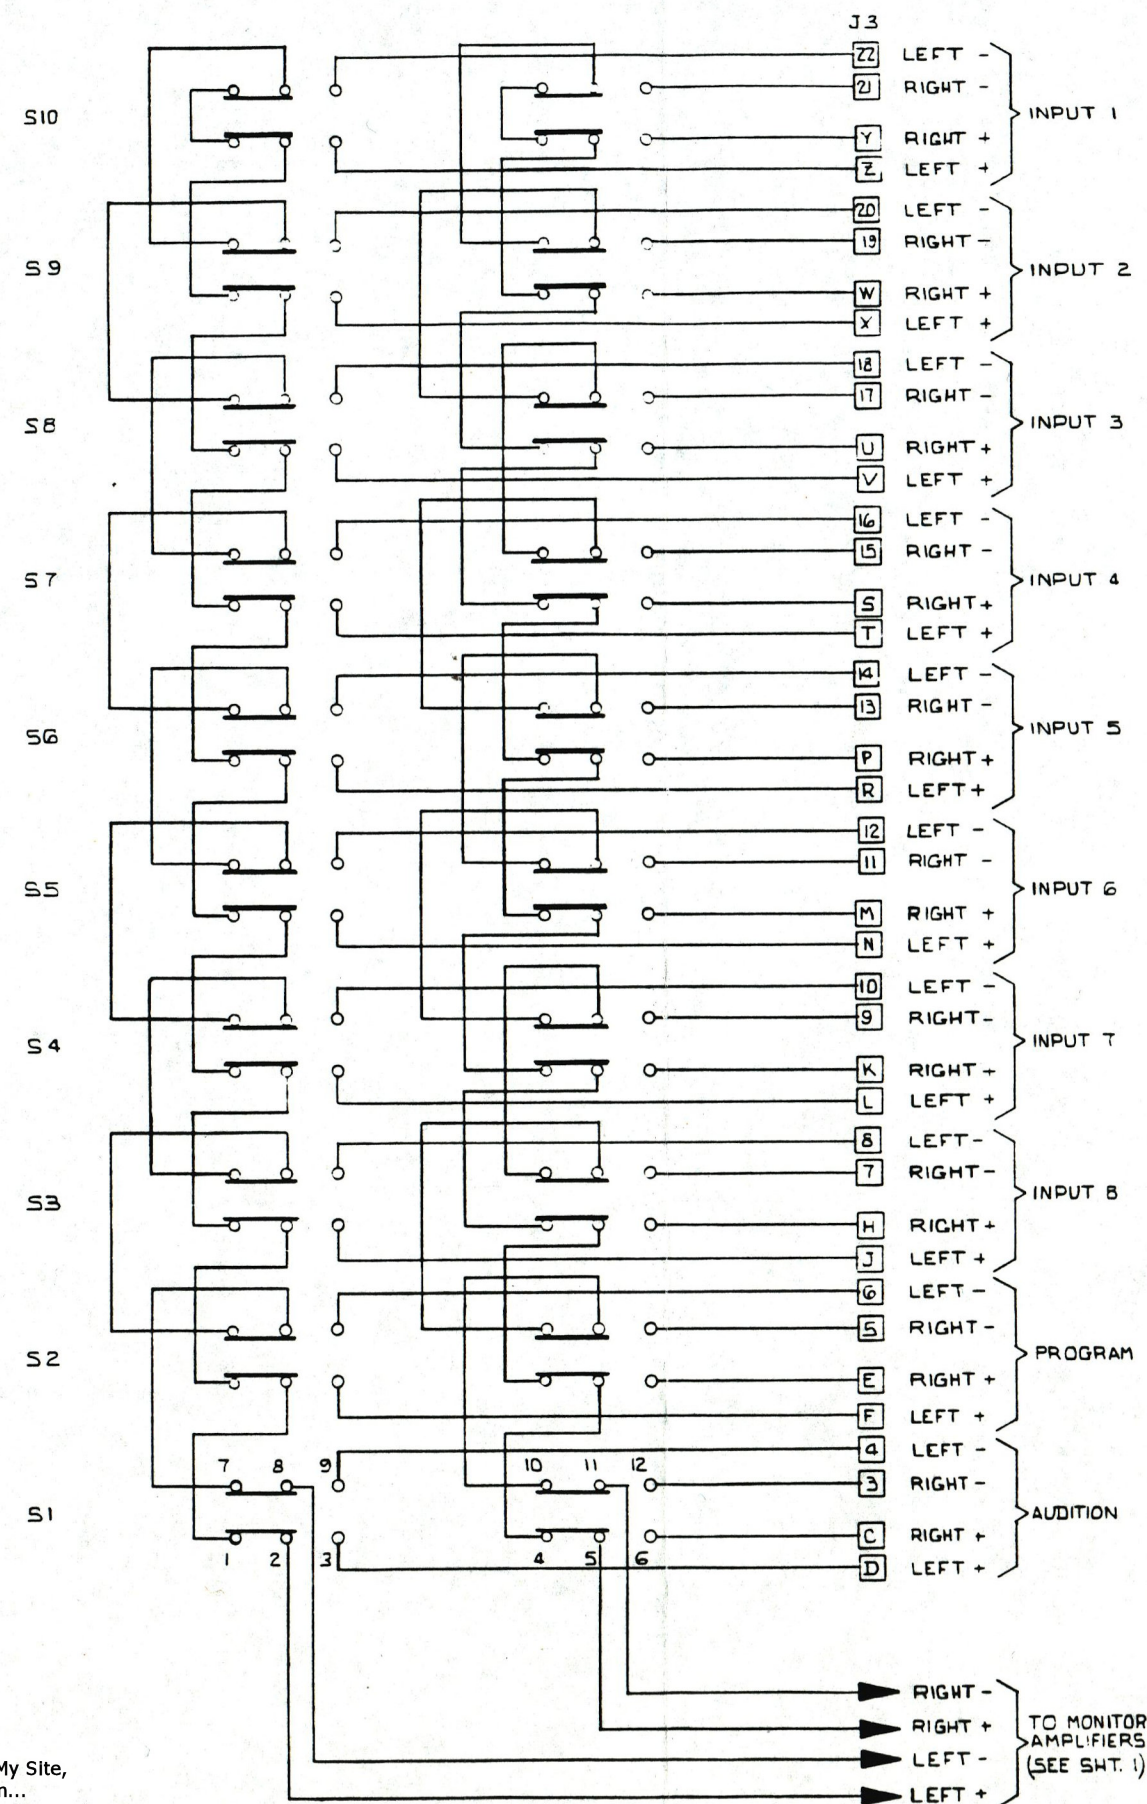 J3
22 LEFT -
S10
21 RIGHT -
INPUT 1
Y RIGHT +
Z LEFT +
20 LEFT -
S9
19 RIGHT -
INPUT 2
W RIGHT +
X LEFT +
18 LEFT -
S8
17 RIGHT -
INPUT 3
U RIGHT +
V LEFT +
16 LEFT -
S7
15 RIGHT -
INPUT 4
S RIGHT +
T LEFT +
14 LEFT -
S6
13 RIGHT -
INPUT 5
P RIGHT +
R LEFT +
12 LEFT -
S5
11 RIGHT -
INPUT 6
M RIGHT +
N LEFT +
10 LEFT -
S4
9 RIGHT -
INPUT 7
K RIGHT +
L LEFT +
8 LEFT -
S3
7 RIGHT -
INPUT 8
H RIGHT +
J LEFT +
6 LEFT -
S2
5 RIGHT -
PROGRAM
E RIGHT +
F LEFT +
4 LEFT -
7 8 9 10 11 12
S1
3 RIGHT -
AUDITION
C RIGHT +
1 2 3 4 5 6
D LEFT +
RIGHT -
RIGHT +
LEFT -
LEFT +
TO MONITOR
AMPLIFIERS
(SEE SHT. 1)
My Site,
n...